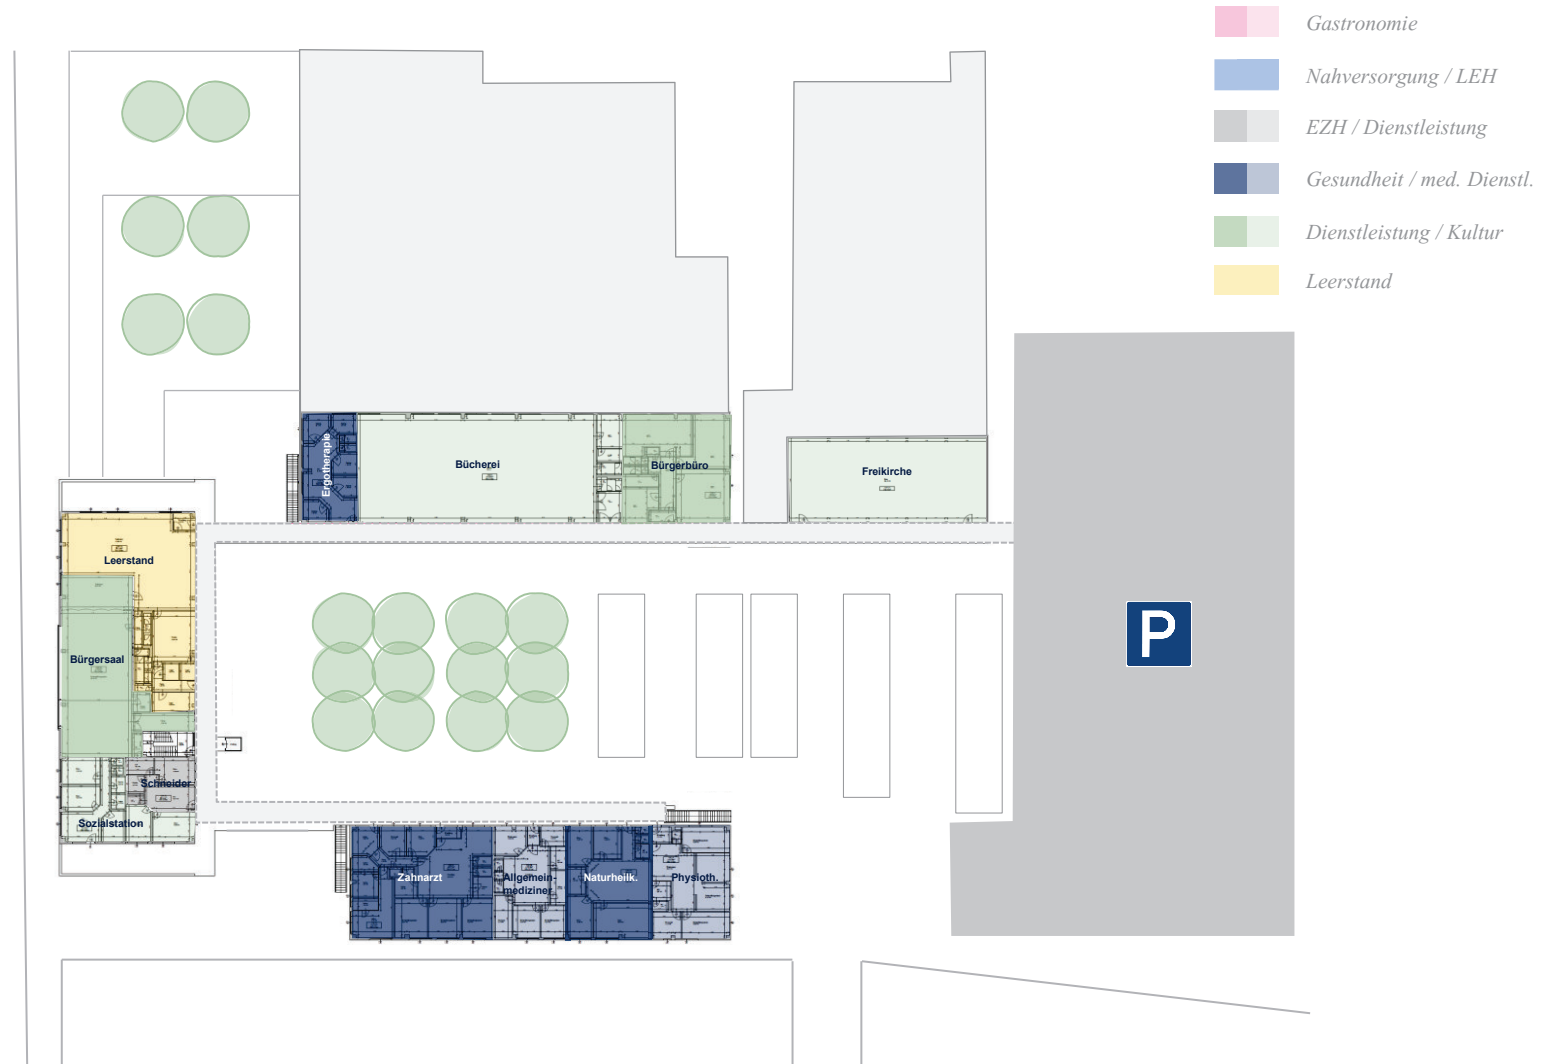 Gastronomie
Nahversorgung / LEH
EZH / Dienstleistung
Gesundheit / med. Dienstl.
Dienstleistung / Kultur
Leerstand
Ergotherapie
Bücherei
Bürgerbüro
Freikirche
Leerstand
Bürgersaal
P
Schneider
Sozialstation
Zahnarzt
Allgemein-
mediziner
Naturheilk.
Physioth.